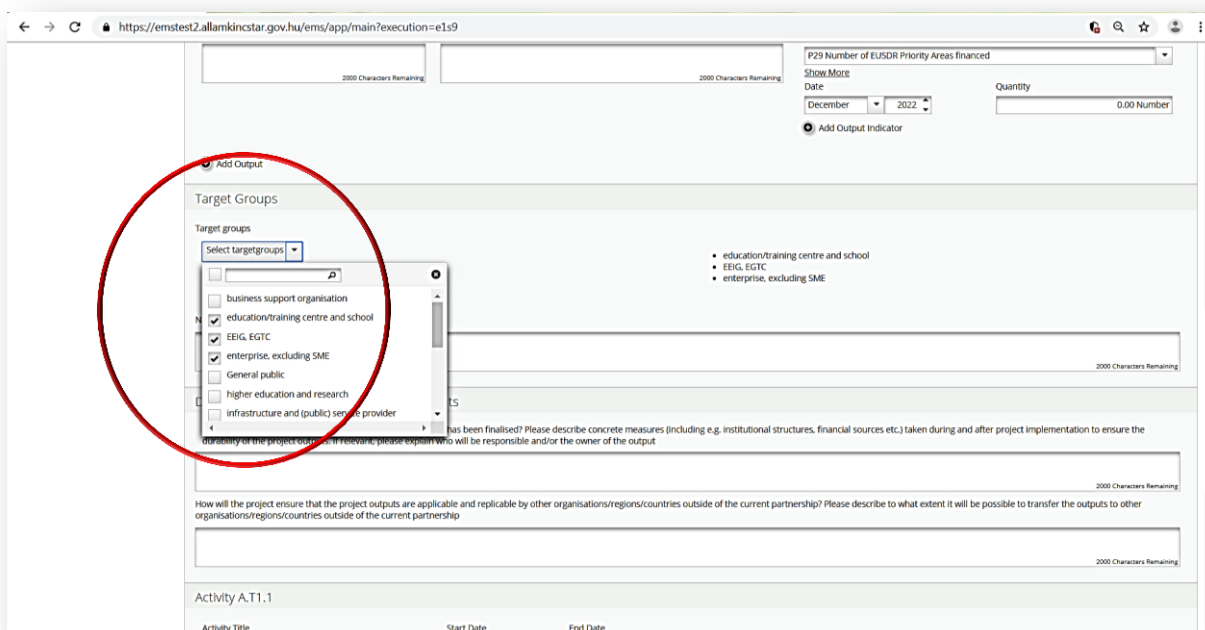 https://emstest2.allamkincstar.gov.hu/ems/app/main?execution=e1s9
P29 Number of EUSDR Priority Areas financed
2000 Characters Remaining
2000 Characters Remaining
Show More
Date
Quantity
December
2022
0.00 Number
Add Output Indicator
Add Output
Target Groups
Target groups
Select targetgroups
education/training centre and school
EEIG, EGTC
enterprise, excluding SME
business support organisation
education/training centre and school
EEIG, EGTC
enterprise, excluding SME
General public
higher education and research
infrastructure and (public) service provider
2000 Characters Remaining
has been finalised? Please describe concrete measures (including e.g. institutional structures, financial sources etc.) taken during and after project implementation to ensure the
durability of the project outputs. If relevant, please explain who will be responsible and/or the owner of the output
2000 Characters Remaining
How will the project ensure that the project outputs are applicable and replicable by other organisations/regions/countries outside of the current partnership? Please describe to what extent it will be possible to transfer the outputs to other
organisations/regions/countries outside of the current partnership
2000 Characters Remaining
Activity A.T1.1
Activity Title
Start Date
End Date